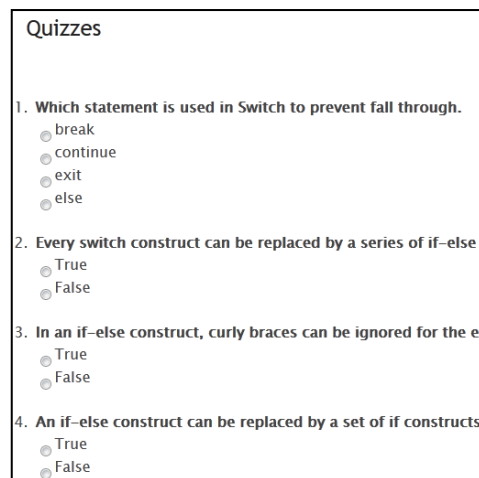 Quizzes
1. Which statement is used in Switch to prevent fall through.
break
continue
exit
else
2. Every switch construct can be replaced by a series of if-else
True
False
3. In an if-else construct, curly braces can be ignored for the e
True
False
4. An if-else construct can be replaced by a set of if constructs
True
False